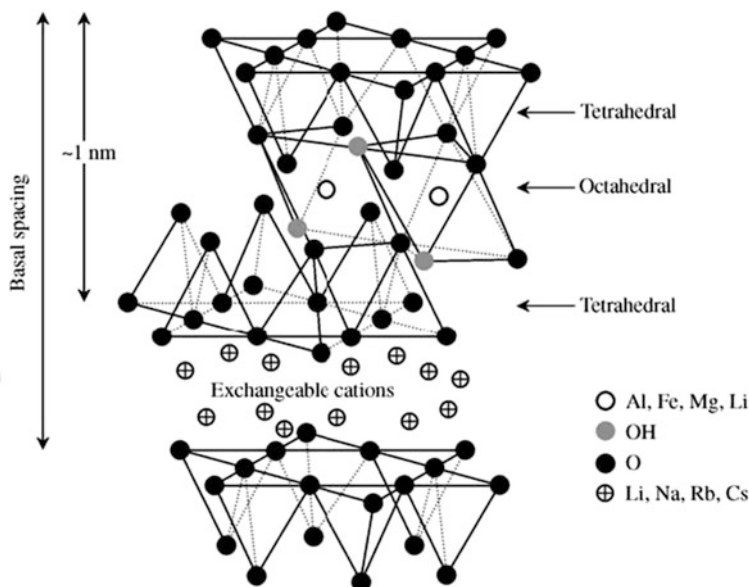 Tetrahedral
~1 nm
Octahedral
Basal spacing
Tetrahedral
Exchangeable cations
Al, Fe, Mg, Li
OH
O
Li, Na, Rb, Cs